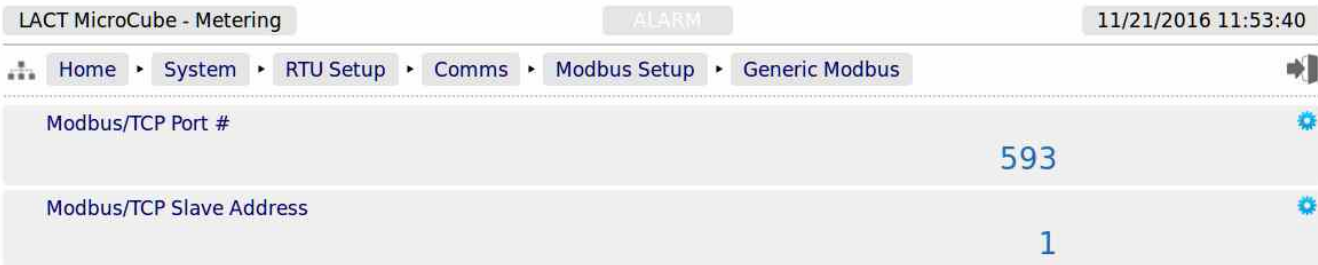 LACT MicroCube - Metering ALARM 11/21/2016 11:53:40
Home ‣ System ‣ RTU Setup ‣ Comms ‣ Modbus Setup ‣ Generic Modbus
Modbus/TCP Port #
593
Modbus/TCP Slave Address
1